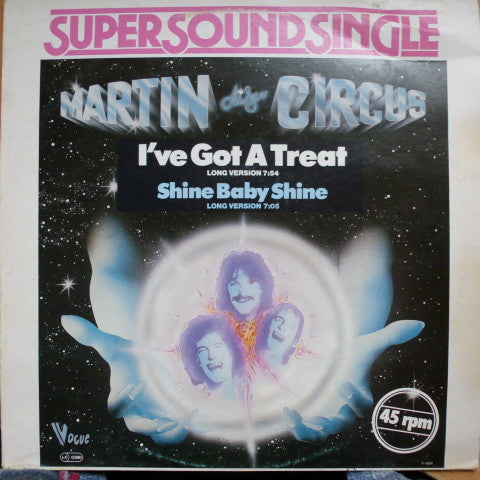 SUPERSOUNDSINGLE
MARTIN CIRCUS
I've Got A Treat
LONG VERSION 7:54
Shine Baby Shine
LONG VERSION 7:05
45 rpm
Vogue